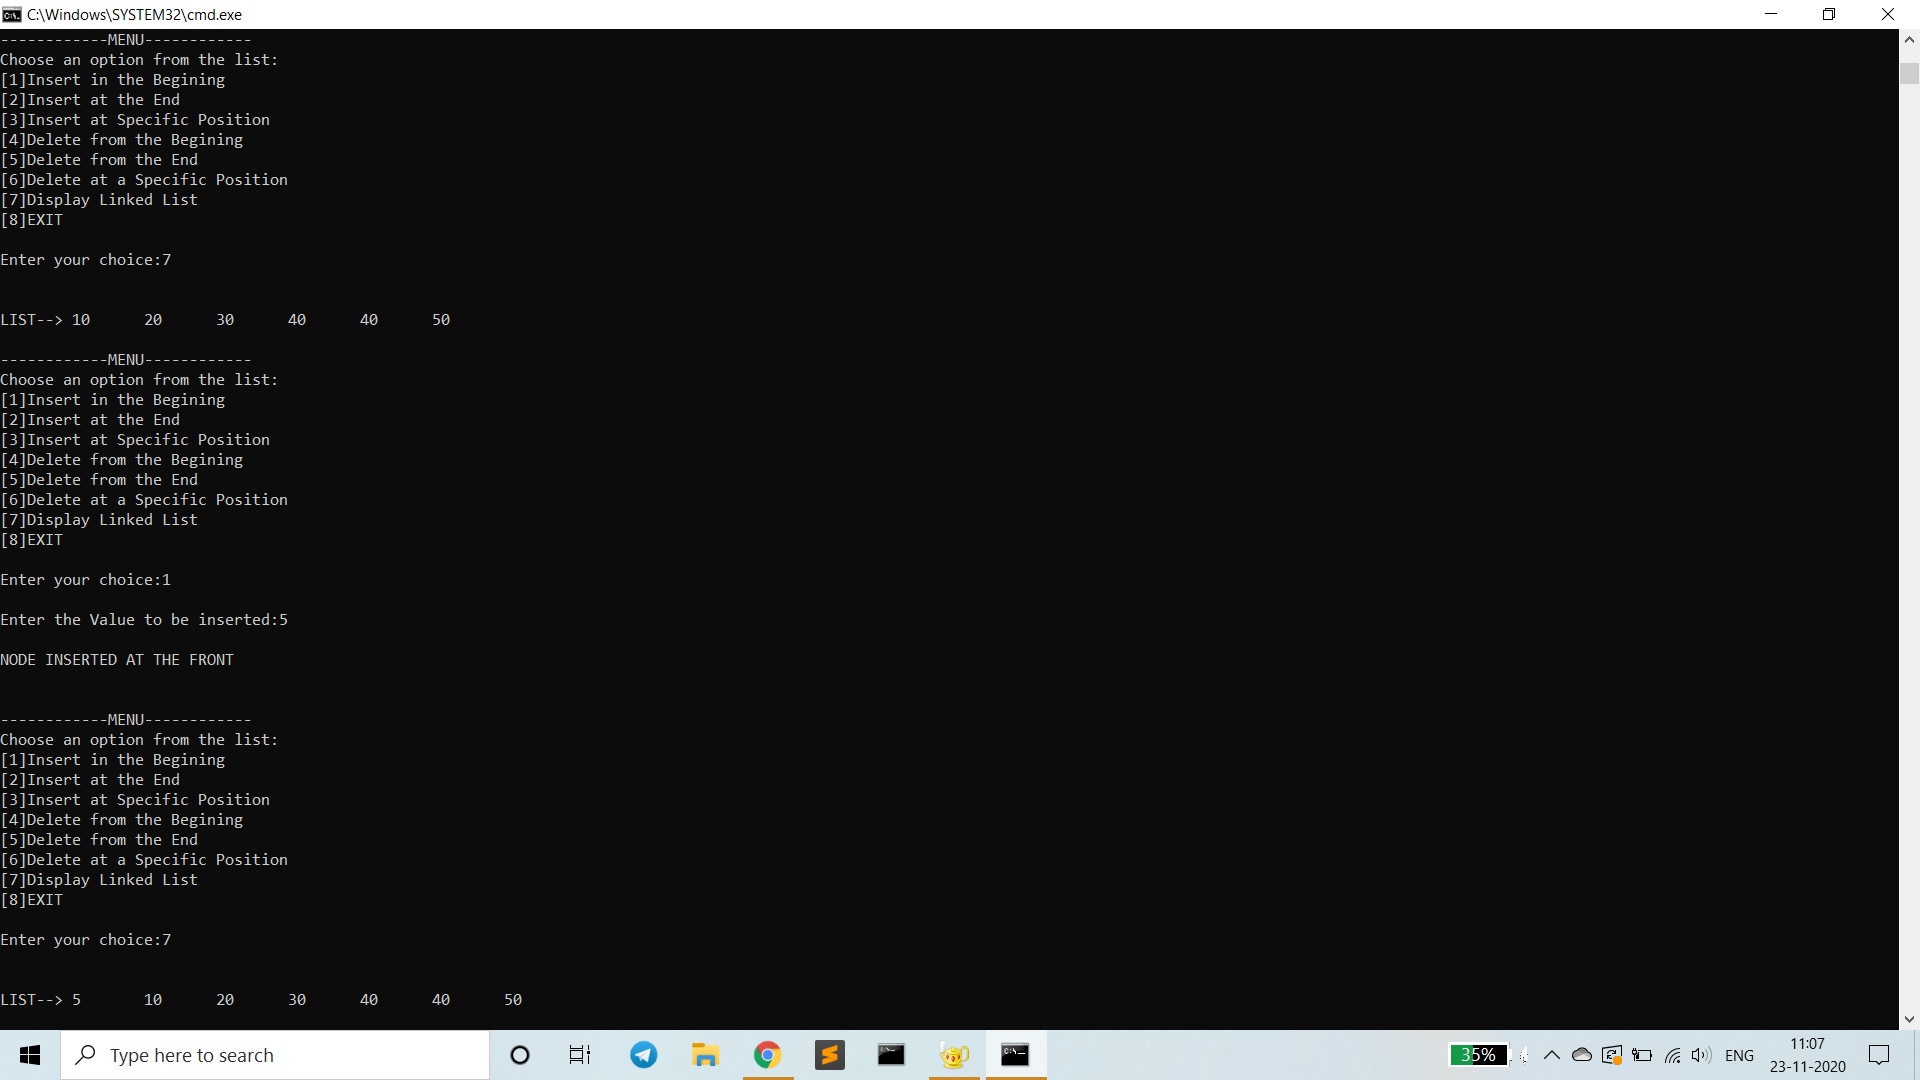 C:\Windows\SYSTEM32\cmd.exe
------------MENU------------
Choose an option from the list:
[1]Insert in the Begining
[2]Insert at the End
[3]Insert at Specific Position
[4]Delete from the Begining
[5]Delete from the End
[6]Delete at a Specific Position
[7]Display Linked List
[8]EXIT
Enter your choice:7
LIST--> 10 20 30 40 40 50
------------MENU------------
Choose an option from the list:
[1]Insert in the Begining
[2]Insert at the End
[3]Insert at Specific Position
[4]Delete from the Begining
[5]Delete from the End
[6]Delete at a Specific Position
[7]Display Linked List
[8]EXIT
Enter your choice:1
Enter the Value to be inserted:5
NODE INSERTED AT THE FRONT
------------MENU------------
Choose an option from the list:
[1]Insert in the Begining
[2]Insert at the End
[3]Insert at Specific Position
[4]Delete from the Begining
[5]Delete from the End
[6]Delete at a Specific Position
[7]Display Linked List
[8]EXIT
Enter your choice:7
LIST--> 5 10 20 30 40 40 50
Type here to search
35%
ENG
11:07
23-11-2020